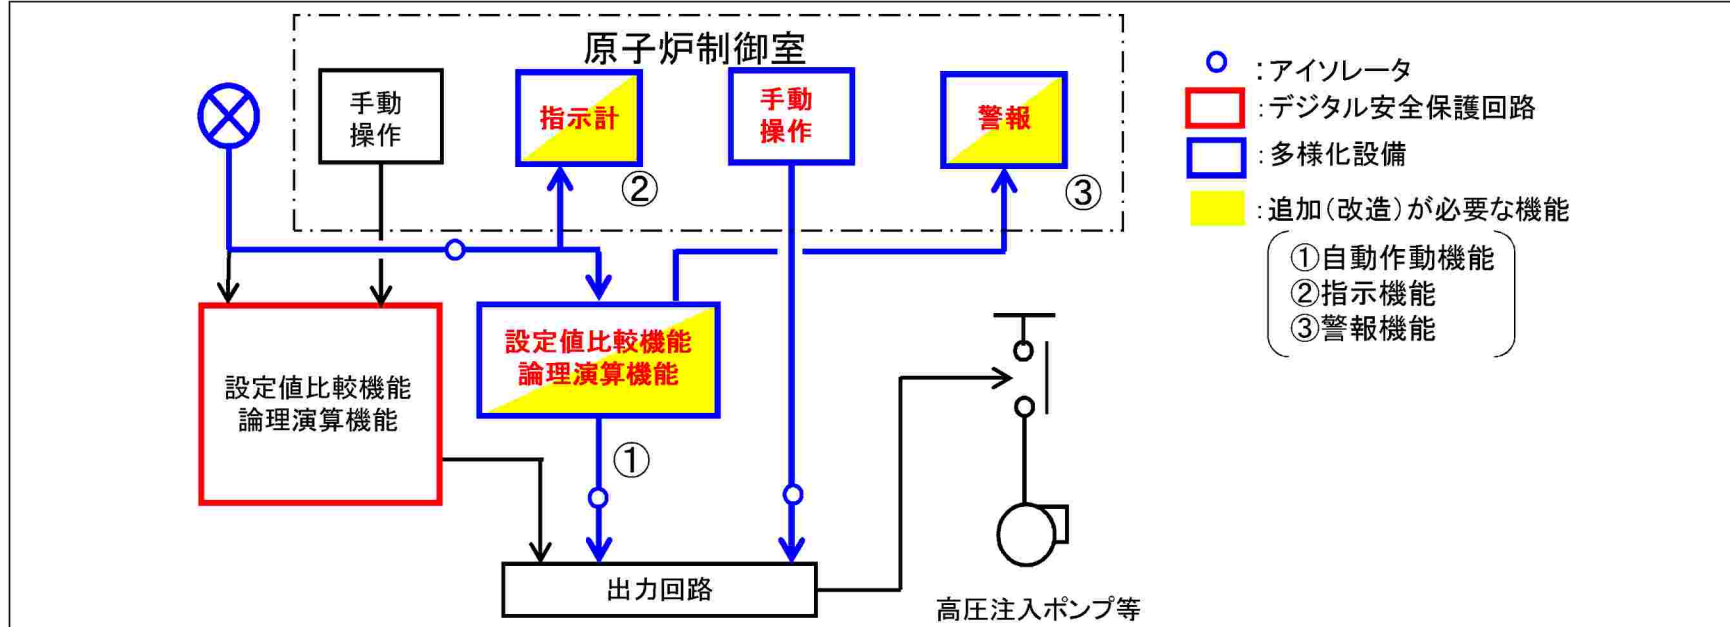 原子炉制御室
手動
操作
指示計
②
手動
操作
警報
③
設定値比較機能
論理演算機能
設定値比較機能
論理演算機能
①
出力回路
高圧注入ポンプ等
:アイソレータ
:デジタル安全保護回路
:多様化設備
:追加(改造)が必要な機能
①自動作動機能
②指示機能
③警報機能